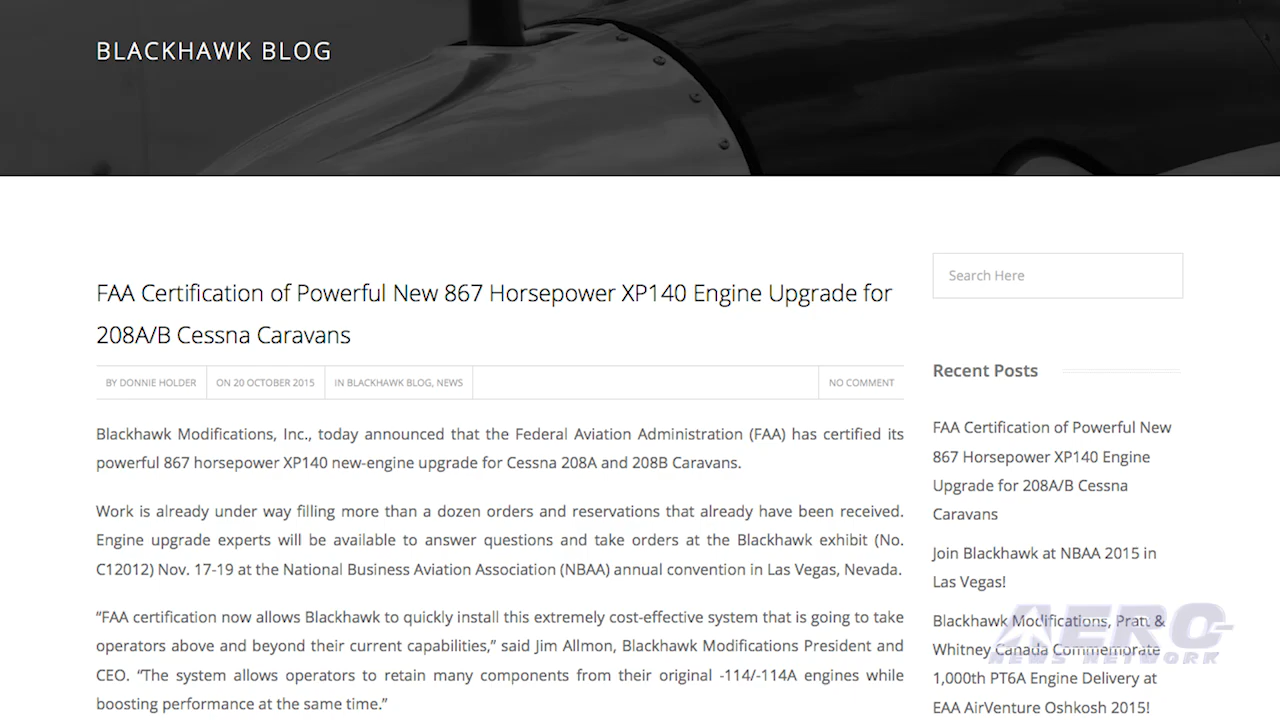 BLACKHAWK BLOG
FAA Certification of Powerful New 867 Horsepower XP140 Engine Upgrade for
208A/B Cessna Caravans
BY DONNIE HOLDER
ON 20 OCTOBER 2015
IN BLACKHAWK BLOG, NEWS
NO COMMENT
Blackhawk Modifications, Inc., today announced that the Federal Aviation Administration (FAA) has certified its
powerful 867 horsepower XP140 new-engine upgrade for Cessna 208A and 208B Caravans.
Work is already under way filling more than a dozen orders and reservations that already have been received.
Engine upgrade experts will be available to answer questions and take orders at the Blackhawk exhibit (No.
C12012) Nov. 17-19 at the National Business Aviation Association (NBAA) annual convention in Las Vegas, Nevada.
“FAA certification now allows Blackhawk to quickly install this extremely cost-effective system that is going to take
operators above and beyond their current capabilities,” said Jim Allmon, Blackhawk Modifications President and
CEO. “The system allows operators to retain many components from their original -114/-114A engines while
boosting performance at the same time.”
Search Here
Recent Posts
FAA Certification of Powerful New
867 Horsepower XP140 Engine
Upgrade for 208A/B Cessna
Caravans
Join Blackhawk at NBAA 2015 in
Las Vegas!
Blackhawk Modifications, Pratt &
Whitney Canada Commemorate
1,000th PT6A Engine Delivery at
EAA AirVenture Oshkosh 2015!
AERO
NEWS NETWORK